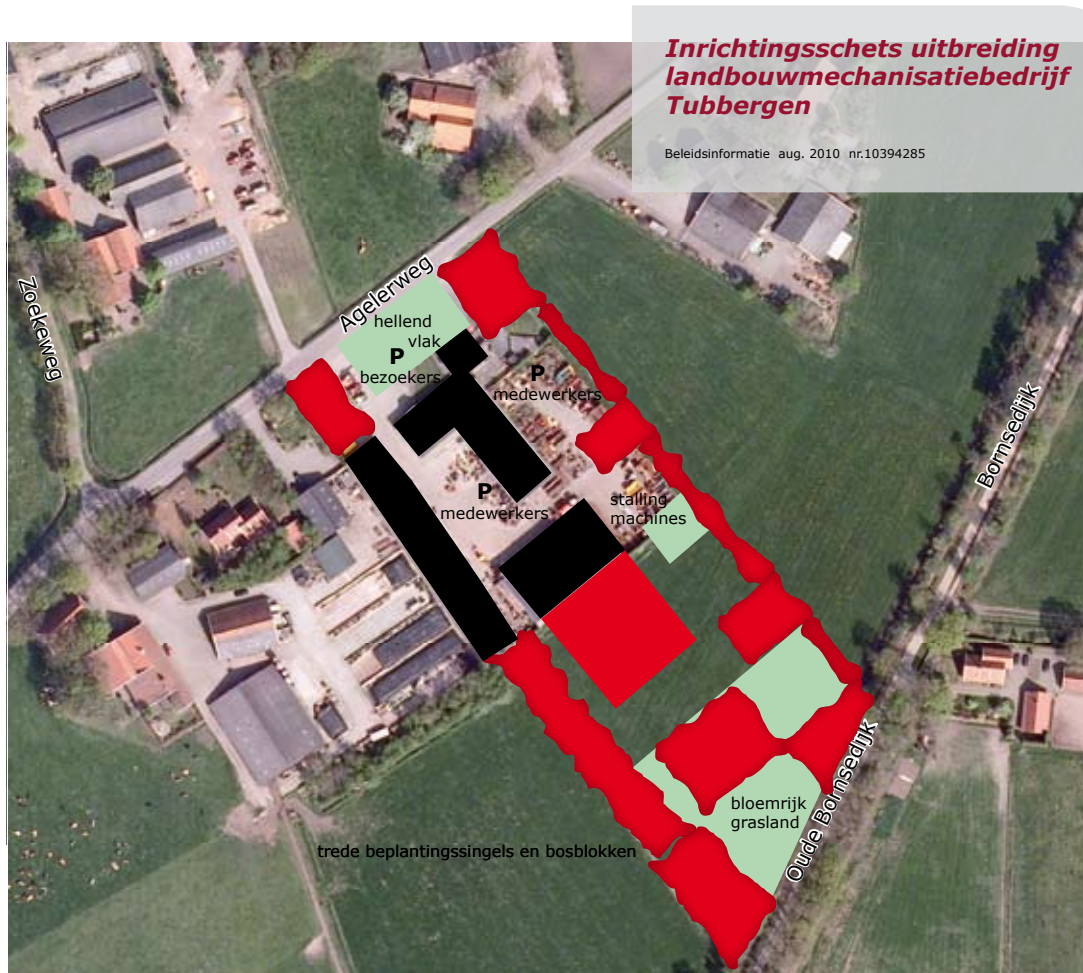 Inrichtingsschets uitbreiding
landbouwmechanisatiebedrijf
Tubbergen
Beleidsinformatie aug. 2010 nr.10394285
Zoekeweg
Agelerweg
hellend
vlak
P
bezoekers
P
medewerkers
P
medewerkers
stalling
machines
Bornsedijk
bloemrijk
grasland
Oude Bornsedijk
trede beplantingssingels en bosblokken